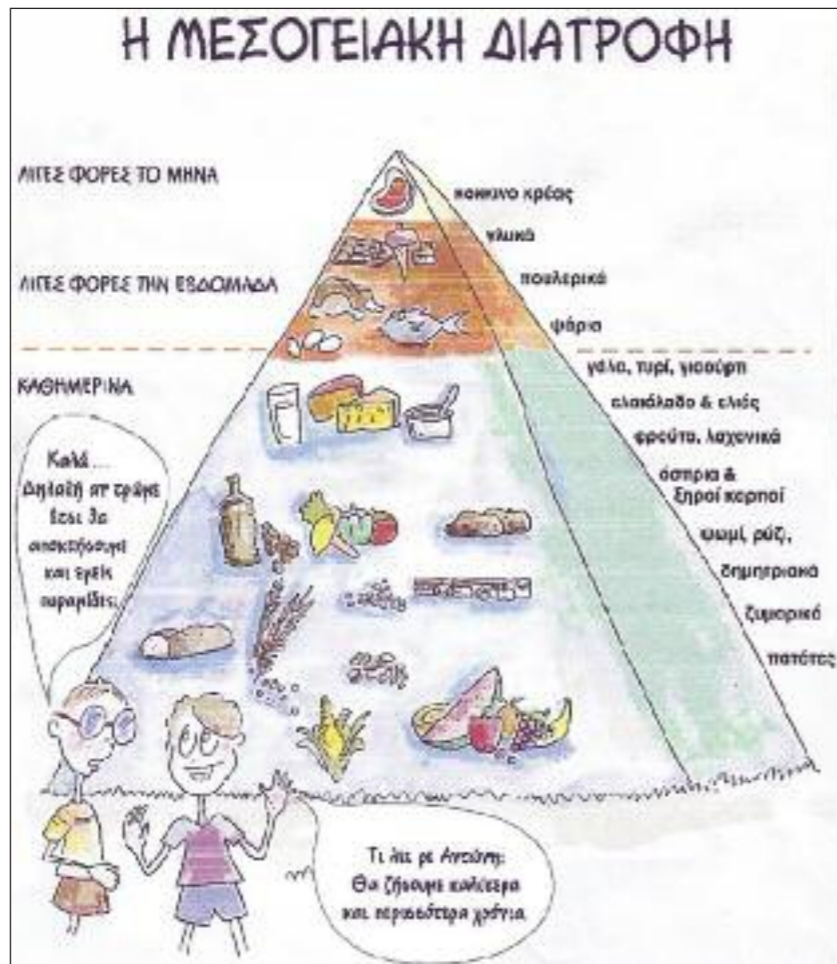 Η ΜΕΣΟΓΕΙΑΚΗ ΔΙΑΤΡΟΦΗ
ΛΙΓΕΣ ΦΟΡΕΣ ΤΟ ΜΗΝΑ
κόκκινο κρέας
γλυκά
ΛΙΓΕΣ ΦΟΡΕΣ ΤΗΝ ΕΒΔΟΜΑΔΑ
πουλερικά
ψάρια
ΚΑΘΗΜΕΡΙΝΑ
γάλα, τυρί, γιαούρτι
ελαιόλαδο & ελιές
φρούτα, λαχανικά
όσπρια &
ξηροί καρποί
ψωμί, ρύζι,
δημητριακά
ζυμαρικά
πατάτες
Καλά...
Δηλαδή αν τρώμε
έτσι θα
αποκτήσουμε
και εμείς
πυραμίδες;
Τι λες ρε Αντώνη;
Θα ζήσουμε καλύτερα
και περισσότερα χρόνια